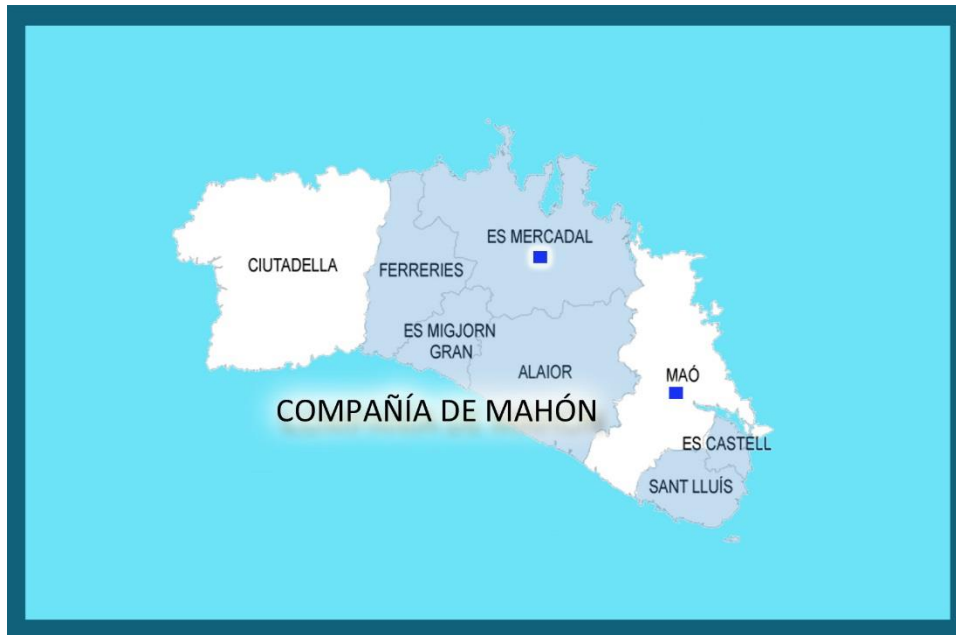 ES MERCADAL
CIUTADELLA
FERRERIES
ES MIGJORN
GRAN
ALAIOR
MAÓ
COMPAÑÍA DE MAHÓN
ES CASTELL
SANT LLUÍS